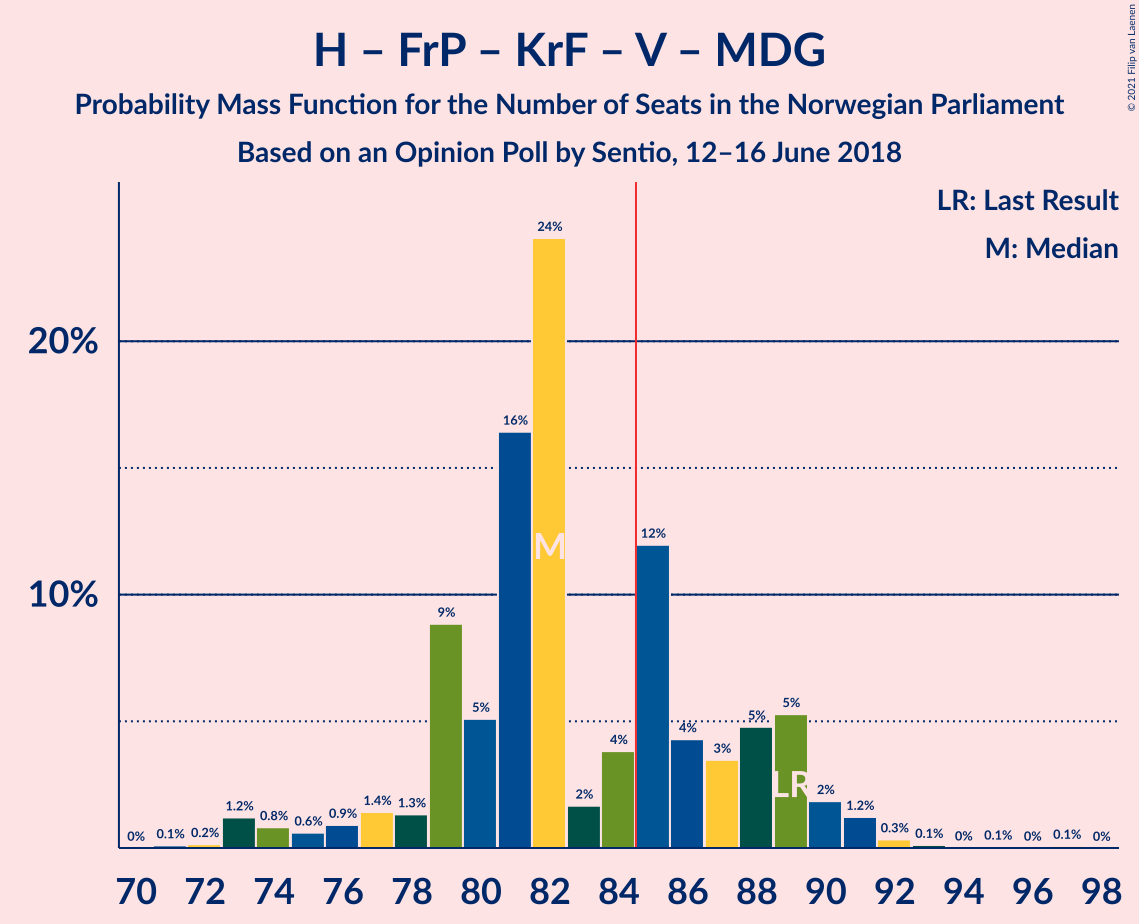 H – FrP – KrF – V – MDG
Probability Mass Function for the Number of Seats in the Norwegian Parliament
Based on an Opinion Poll by Sentio, 12–16 June 2018
© 2021 Filip van Laenen
LR: Last Result
M: Median
20%
10%
0% 0.1% 0.2% 1.2% 0.8% 0.6% 0.9% 1.4% 1.3% 9% 5% 16% 24% 2% 4% 12% 4% 3% 5% 5% 2% 1.2% 0.3% 0.1% 0% 0.1% 0% 0.1% 0%
M
LR
70 72 74 76 78 80 82 84 86 88 90 92 94 96 98